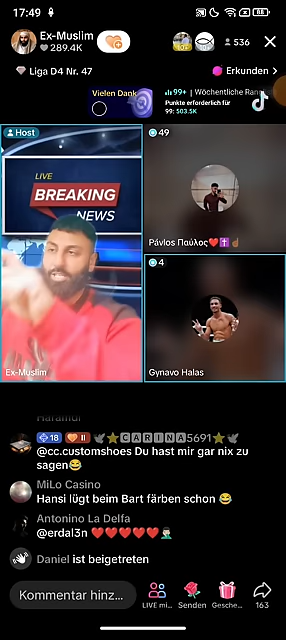 17:49
58
Ex-Muslim
289.4K
536
Liga D4 Nr. 47
Erkunden >
Vielen Dank
99+ | Wöchentliche Ran
Punkte erforderlich für
99: 503.5K
Host
49
LIVE
BREAKING
NEWS
Pávlos Παύλος❤️✝️☝🏾
4
Ex-Muslim
Gynavo Halas
18 II 🕊⭐CARINA5691⭐🕊
@cc.customshoes Du hast mir gar nix zu
sagen😂
MiLo Casino
Hansi lügt beim Bart färben schon 😂
Antonino La Delfa
@erdal3n ❤️❤️❤️❤️❤️🤦🏻‍♂️
Daniel ist beigetreten
Kommentar hinz...
LIVE mi...
Senden
Gesche...
163